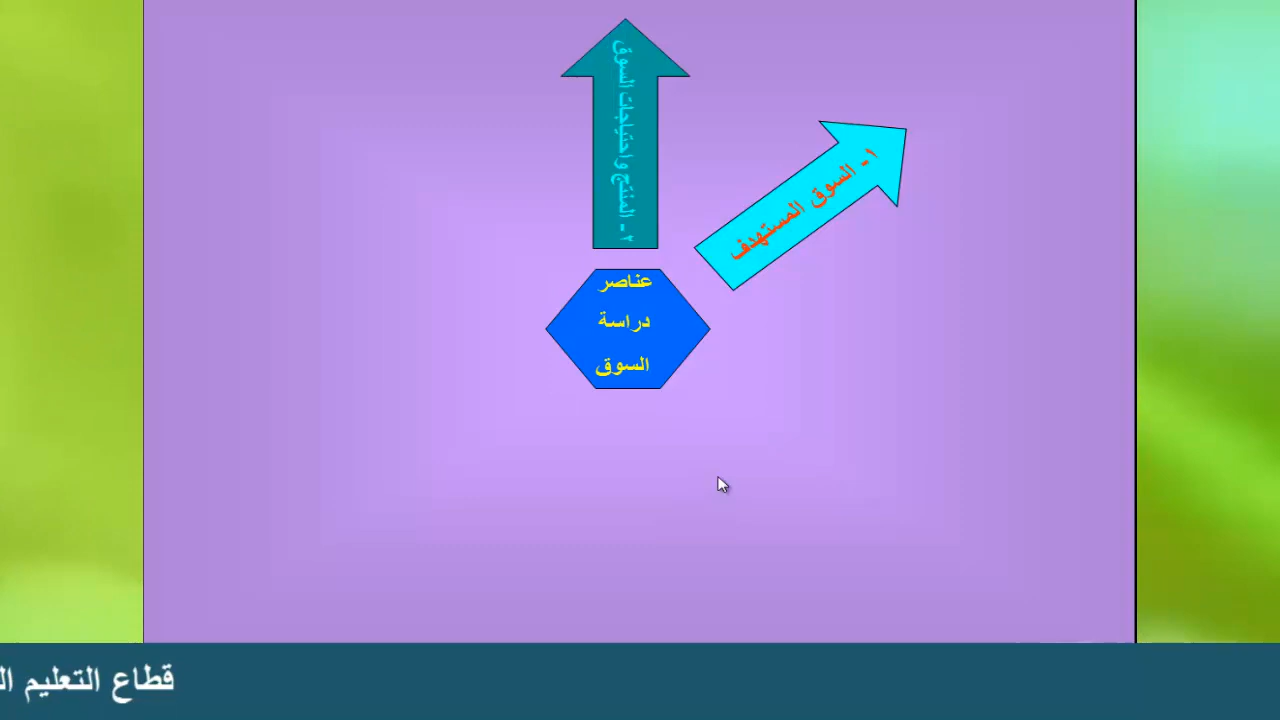 ٢ - المنتج واحتياجات السوق
١ - السوق المستهدف
عناصر
دراسة
السوق
قطاع التعليم